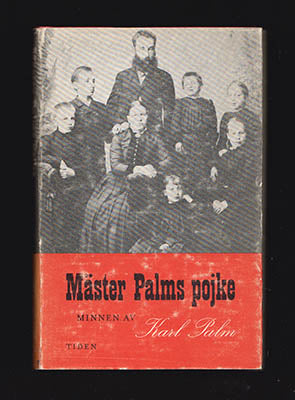 Mäster Palms pojke
MINNEN AV
Karl Palm
TIDEN